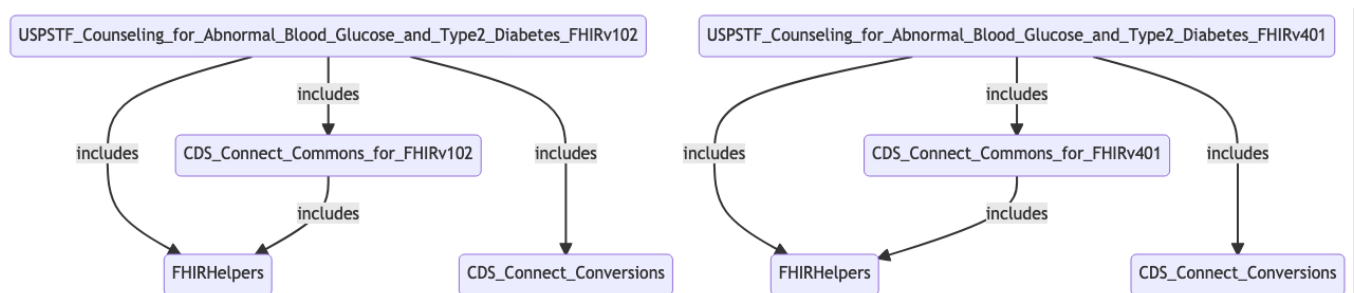 USPSTF_Counseling_for_Abnormal_Blood_Glucose_and_Type2_Diabetes_FHIRv102
includes
includes
CDS_Connect_Commons_for_FHIRv102
includes
includes
FHIRHelpers
CDS_Connect_Conversions
USPSTF_Counseling_for_Abnormal_Blood_Glucose_and_Type2_Diabetes_FHIRv401
includes
includes
CDS_Connect_Commons_for_FHIRv401
includes
includes
FHIRHelpers
CDS_Connect_Conversions